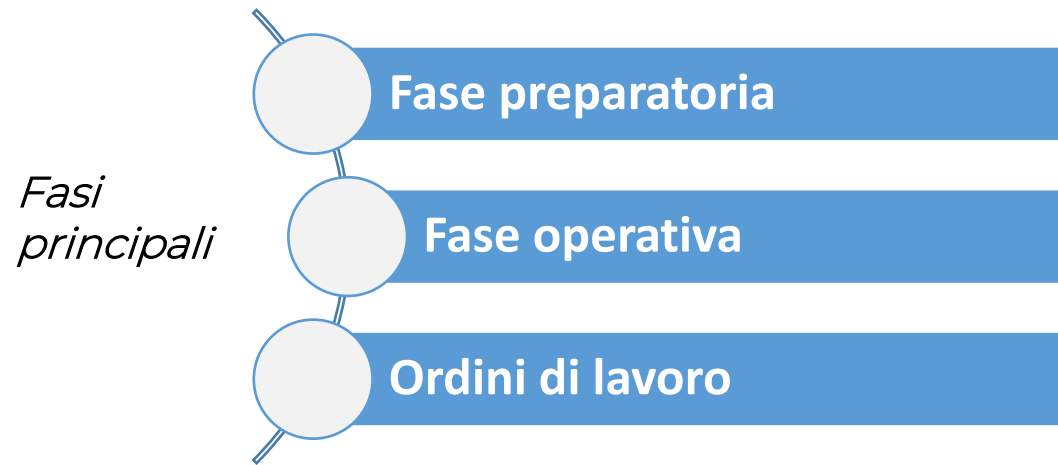 Fase preparatoria
Fasi
principali
Fase operativa
Ordini di lavoro